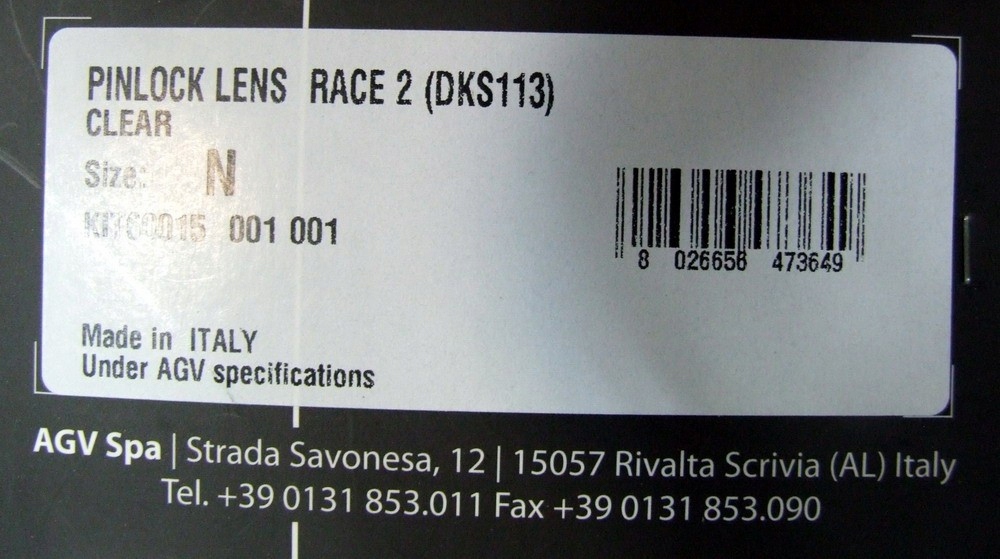 PINLOCK LENS RACE 2 (DKS113)
CLEAR
Size: N
001 001
8 026656 473649
Made in ITALY
Under AGV specifications
AGV Spa | Strada Savonesa, 12 | 15057 Rivalta Scrivia (AL) Italy
Tel. +39 0131 853.011 Fax +39 0131 853.090